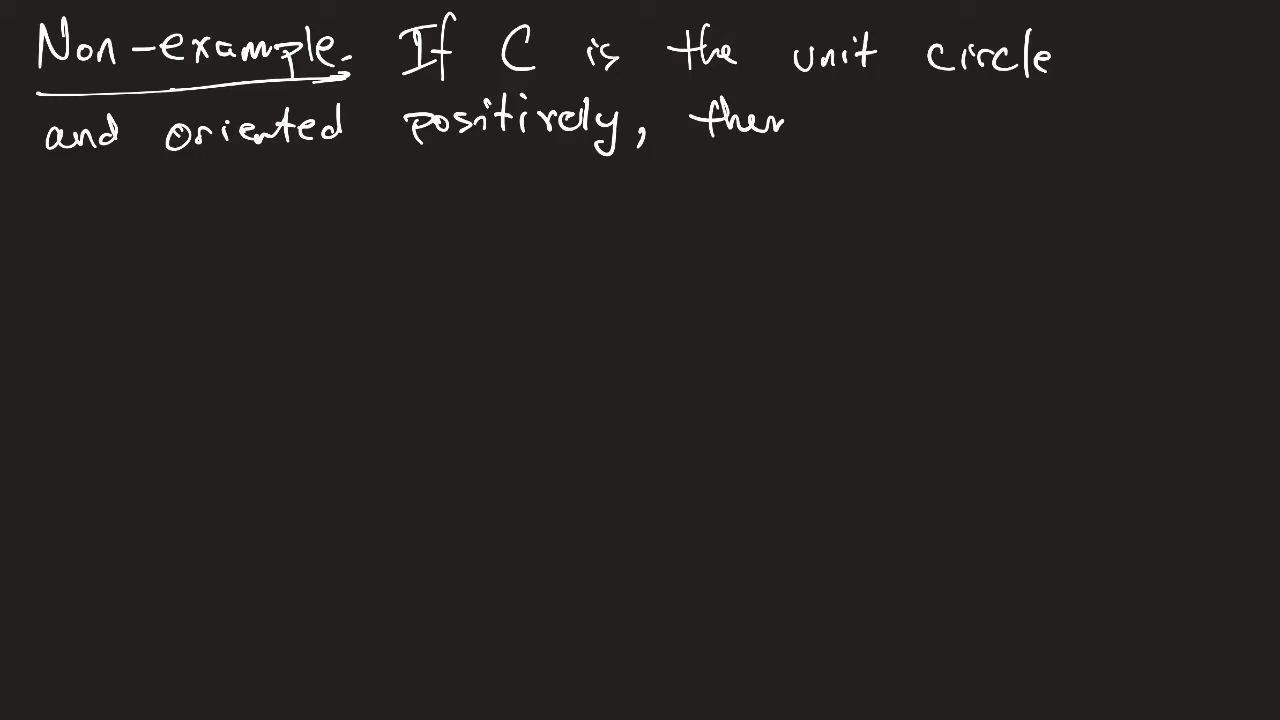 Non-example. If C is the unit circle
and oriented positively, then